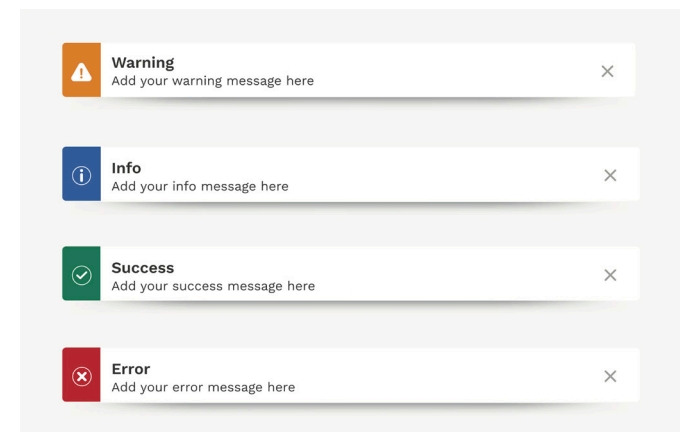 Warning
Add your warning message here
Info
Add your info message here
Success
Add your success message here
Error
Add your error message here